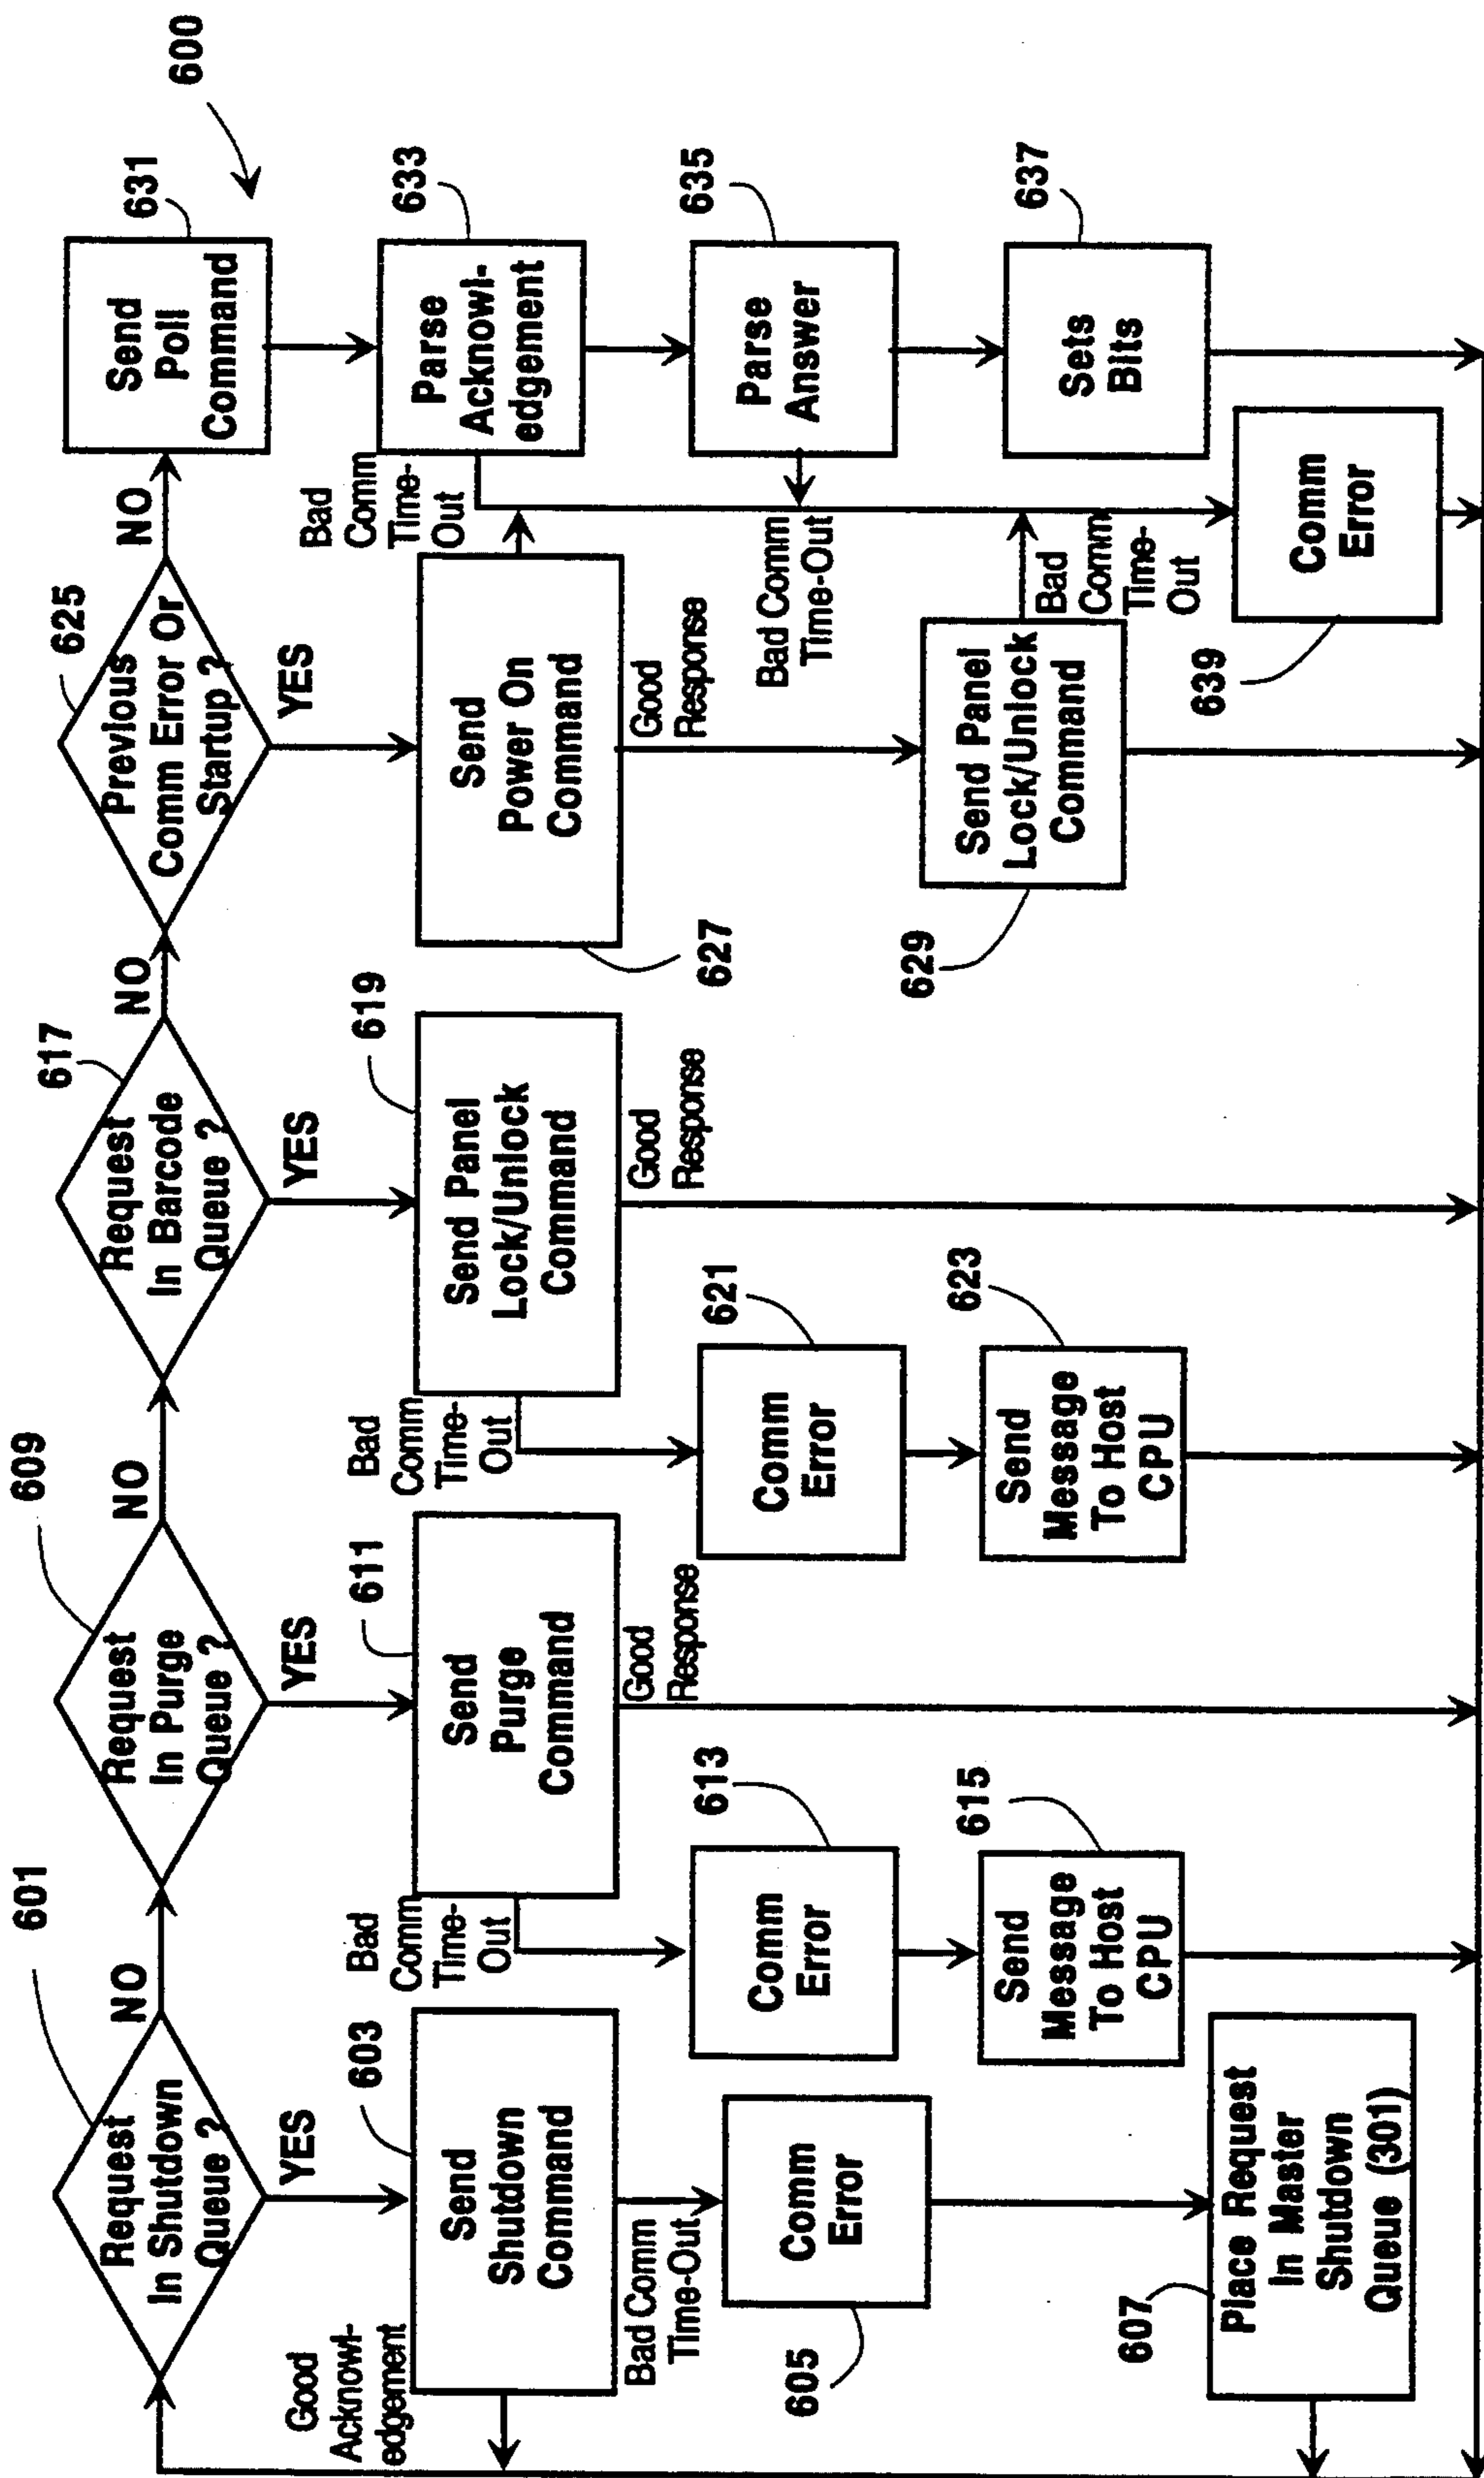 600
601
Request
In Shutdown
Queue ?
NO
609
Request
In Purge
Queue ?
NO
617
Request
In Barcode
Queue ?
NO
625
Previous
Comm Error Or
Startup ?
NO
631
Send
Poll
Command
YES
YES
YES
YES
Good
Acknowl-
edgement
603
Send
Shutdown
Command
Bad Comm
Time-Out
605
Comm
Error
607
Place Request
In Master
Shutdown
Queue (301)
611
Send
Purge
Command
Bad
Comm
Time-
Out
Good
Response
613
Comm
Error
615
Send
Message
To Host
CPU
619
Send Panel
Lock/Unlock
Command
Bad
Comm
Time-
Out
Good
Response
621
Comm
Error
623
Send
Message
To Host
CPU
627
Send
Power On
Command
Good
Response
629
Send Panel
Lock/Unlock
Command
Bad
Comm
Time-
Out
633
Parse
Acknowl-
edgement
Bad
Comm
Time-
Out
635
Parse
Answer
Bad Comm
Time-Out
637
Sets
Bits
639
Comm
Error